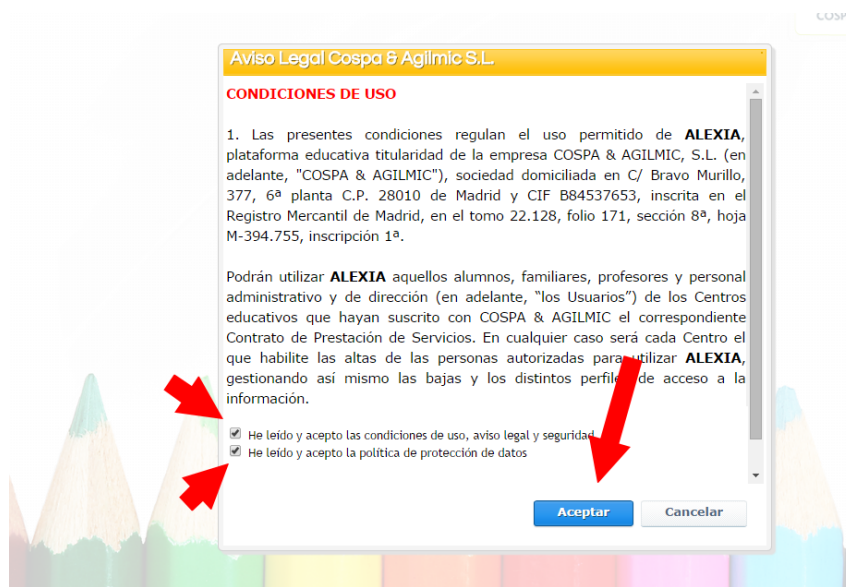 COSP
Aviso Legal Cospa & Agilmic S.L.
CONDICIONES DE USO
1. Las presentes condiciones regulan el uso permitido de ALEXIA,
plataforma educativa titularidad de la empresa COSPA & AGILMIC, S.L. (en
adelante, "COSPA & AGILMIC"), sociedad domiciliada en C/ Bravo Murillo,
377, 6ª planta C.P. 28010 de Madrid y CIF B84537653, inscrita en el
Registro Mercantil de Madrid, en el tomo 22.128, folio 171, sección 8ª, hoja
M-394.755, inscripción 1ª.
Podrán utilizar ALEXIA aquellos alumnos, familiares, profesores y personal
administrativo y de dirección (en adelante, “los Usuarios”) de los Centros
educativos que hayan suscrito con COSPA & AGILMIC el correspondiente
Contrato de Prestación de Servicios. En cualquier caso será cada Centro el
que habilite las altas de las personas autorizadas para utilizar ALEXIA,
gestionando así mismo las bajas y los distintos perfiles de acceso a la
información.
He leído y acepto las condiciones de uso, aviso legal y seguridad
He leído y acepto la política de protección de datos
Aceptar Cancelar